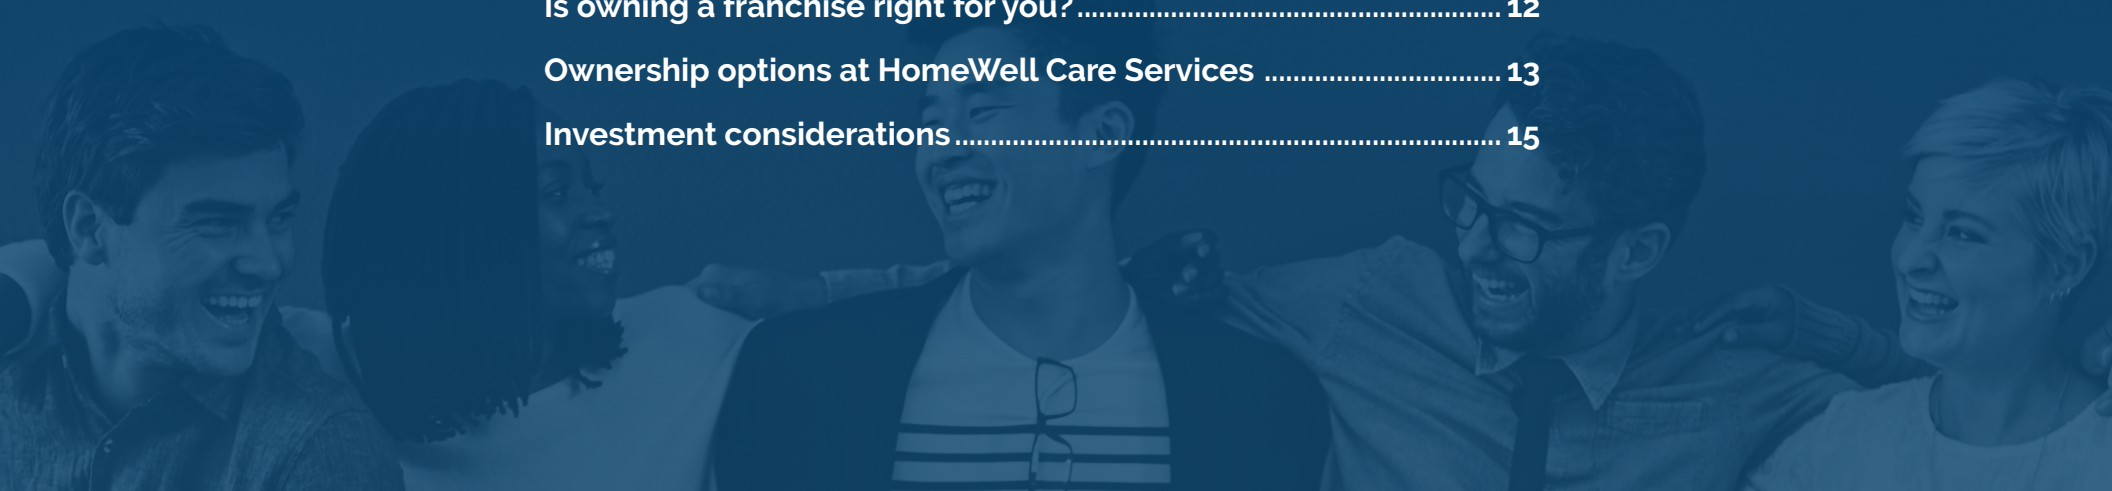 Is owning a franchise right for you? ........................................................... 12
Ownership options at HomeWell Care Services ................................. 13
Investment considerations ............................................................................ 15